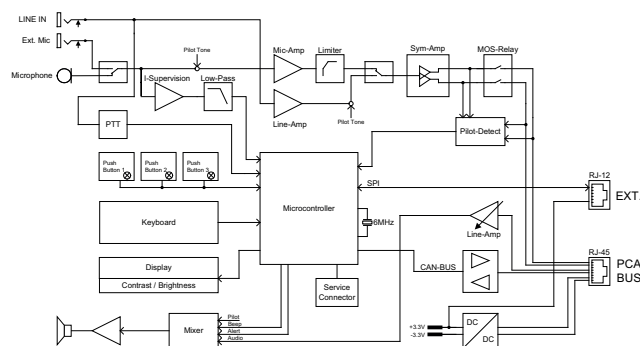 LINE IN
Ext. Mic
Microphone
Pilot Tone
Mic-Amp
Limiter
Sym-Amp
MOS-Relay
I-Supervision
Low-Pass
Line-Amp
Pilot Tone
PTT
Pilot-Detect
Push
Button 1
Push
Button 2
Push
Button 3
Microcontroller
SPI
RJ-12
EXT.
Keyboard
6MHz
Line-Amp
RJ-45
PCA
BUS
Display
Contrast / Brightness
CAN-BUS
Service
Connector
Mixer
Pilot
Beep
Alert
Audio
+3.3V
-3.3V
DC
DC